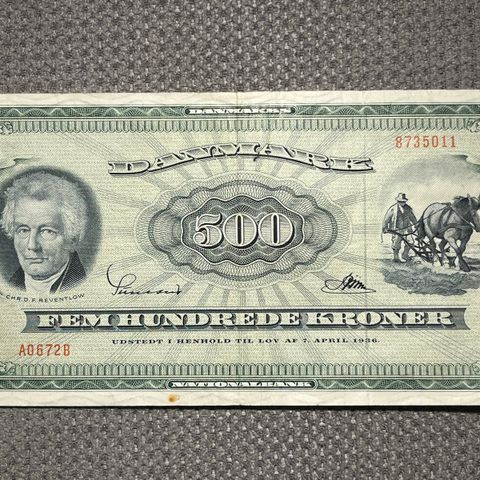 DANMARKS
8735011
DANMARK
500
CHR. D. F. REVENTLOW
FEM HUNDREDE KRONER
A0672B
UDSTEDT I HENHOLD TIL LOV AF 7. APRIL 1936.
NATIONALBANK